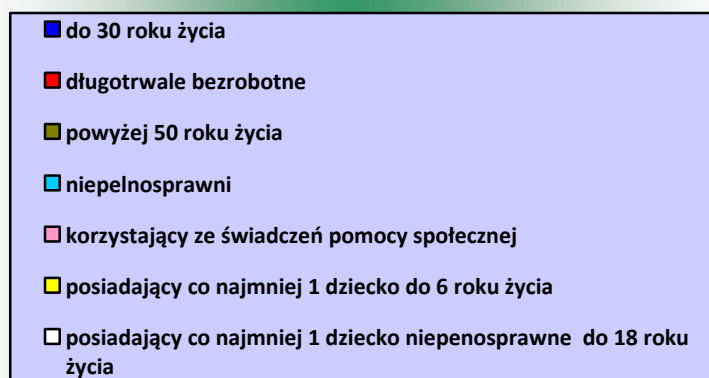 do 30 roku życia
długotrwale bezrobotne
powyżej 50 roku życia
niepelnosprawni
korzystający ze świadczeń pomocy społecznej
posiadający co najmniej 1 dziecko do 6 roku życia
posiadający co najmniej 1 dziecko niepenosprawne do 18 roku
życia